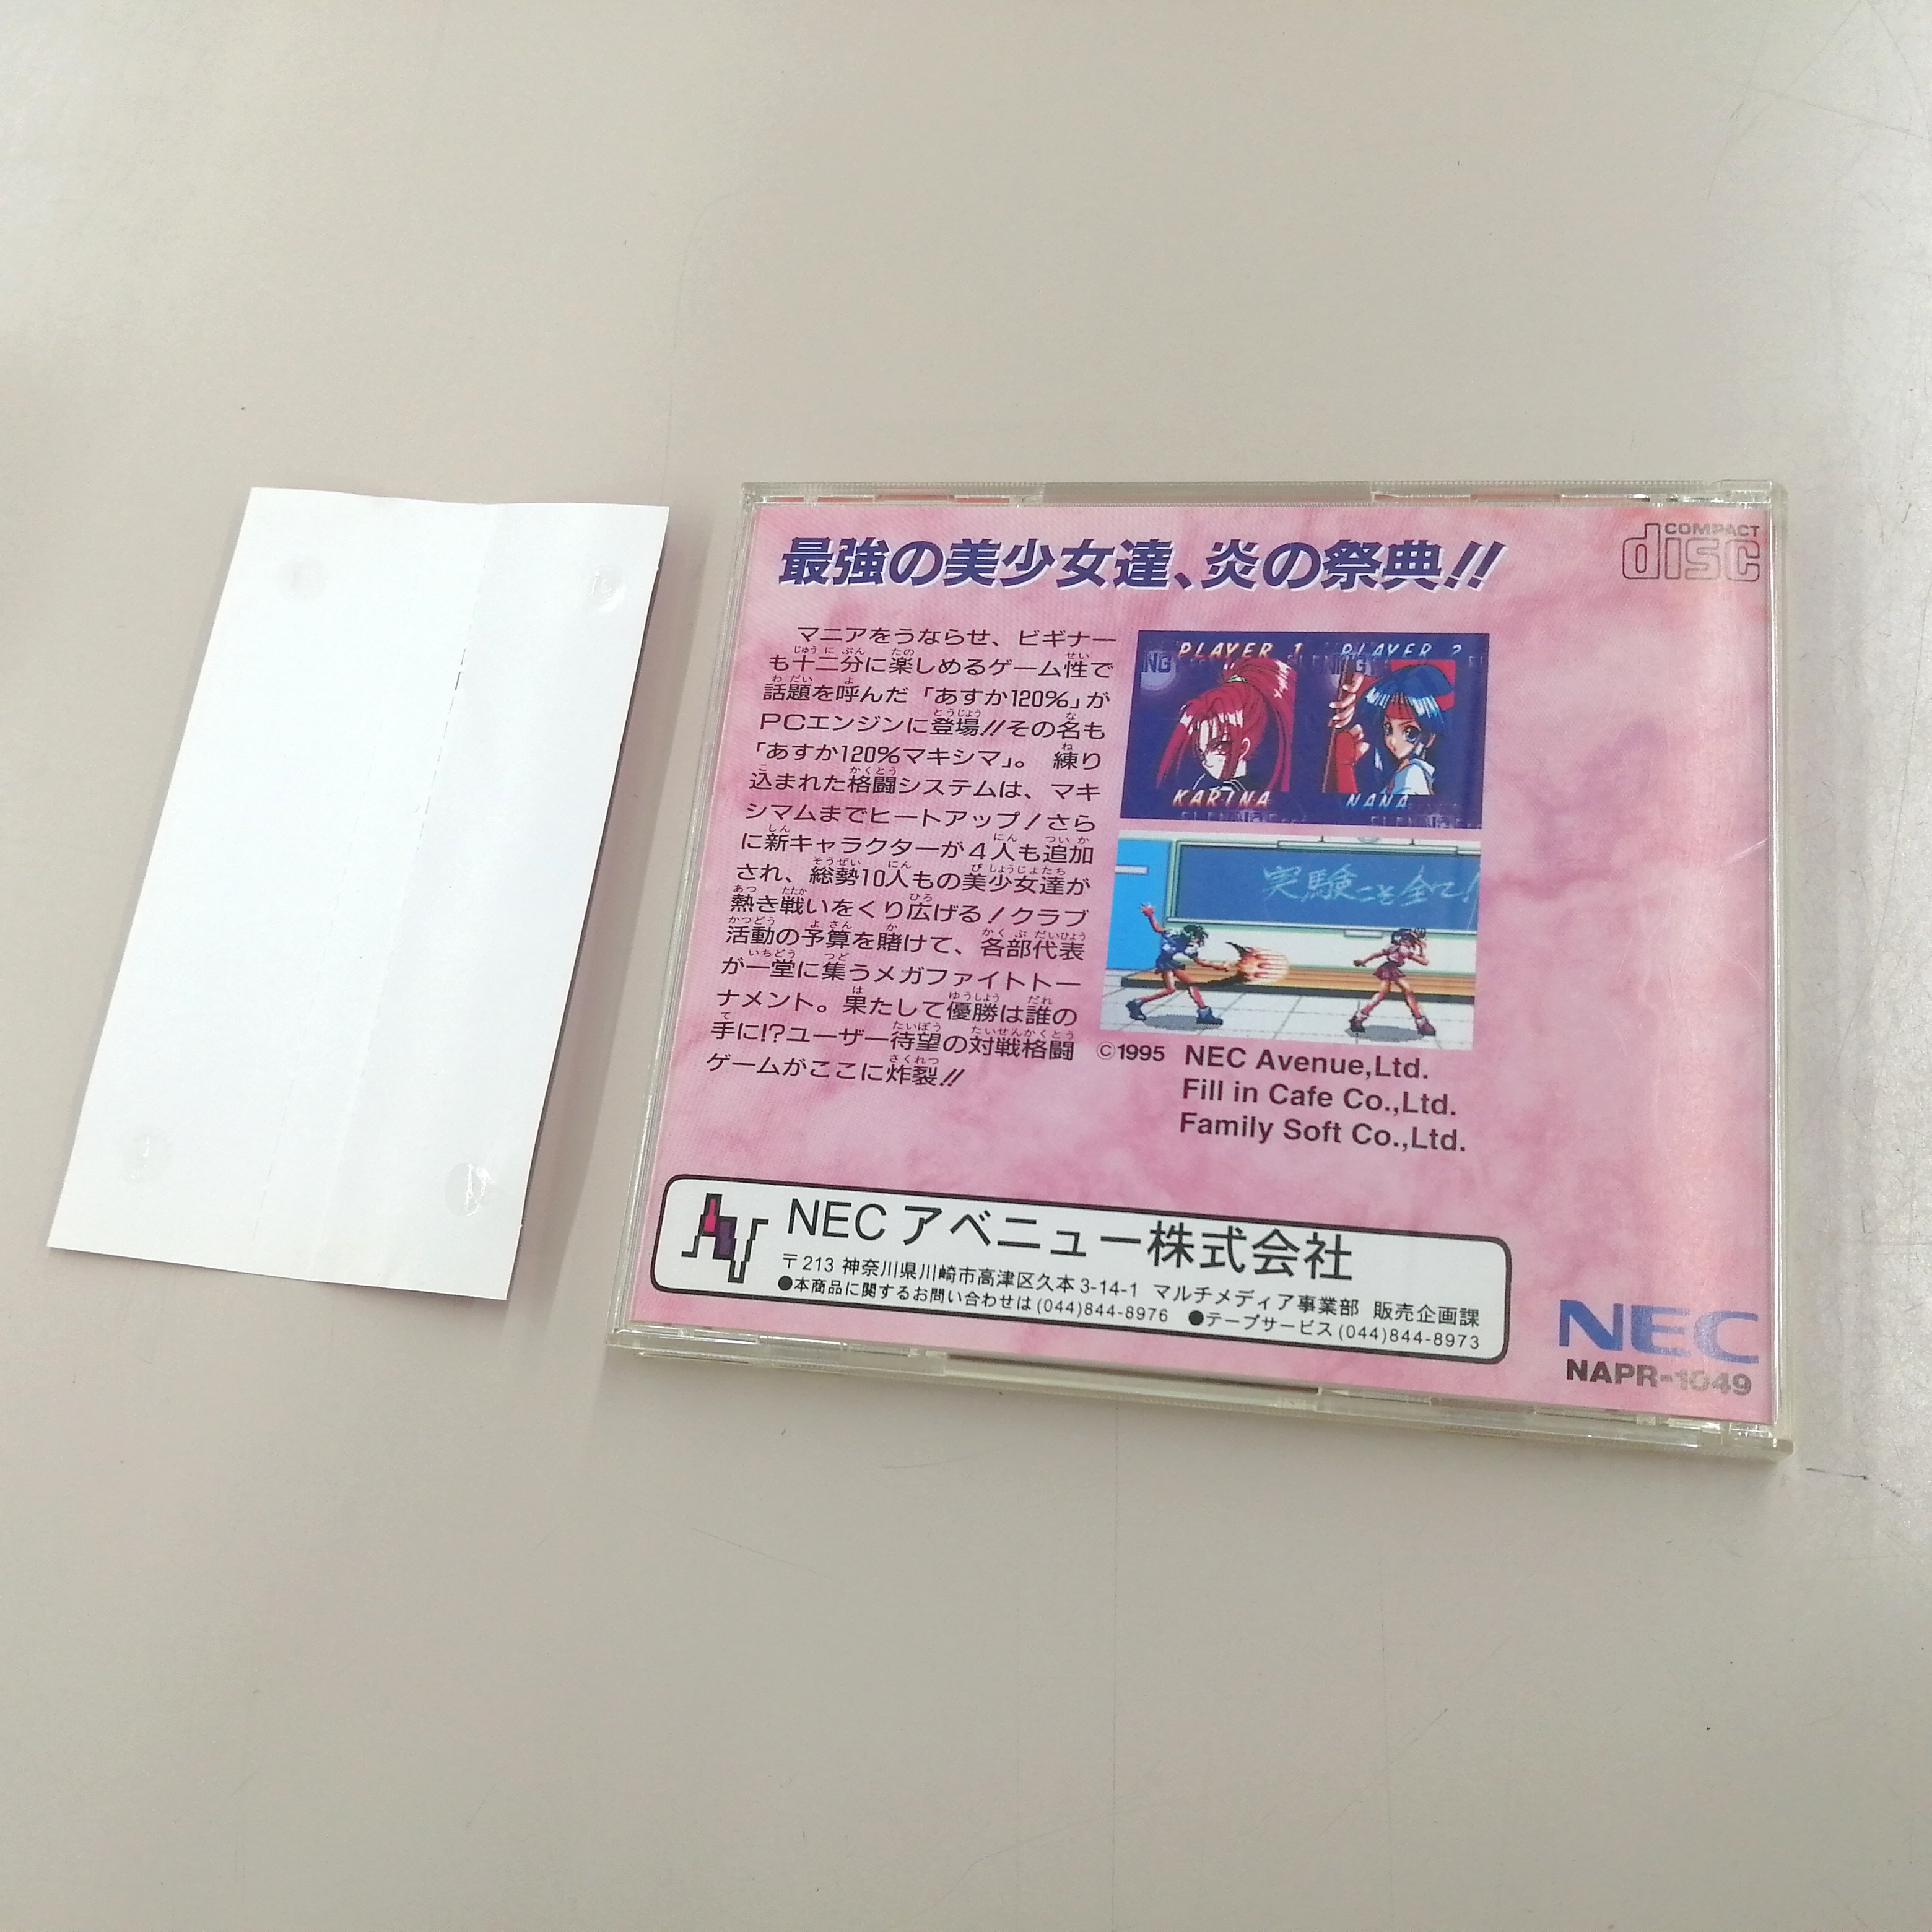 最強の美少女達、炎の祭典!!
COMPACT
disc
マニアをうならせ、ビギナー
も十二分に楽しめるゲーム性で
話題を呼んだ「あすか120%」が
PCエンジンに登場!!その名も
「あすか120%マキシマ」。練り
込まれた格闘システムは、マキ
シマムまでヒートアップ!さら
に新キャラクターが4人も追加
され、総勢10人もの美少女達が
熱き戦いをくり広げる!クラブ
活動の予算を賭けて、各部代表
が一堂に集うメガファイトトー
ナメント。果たして優勝は誰の
手に!?ユーザー待望の対戦格闘
ゲームがここに炸裂!!
PLAYER 1 PLAYER 2
KARINA NANA
実験こそ全て!
©1995 NEC Avenue,Ltd.
Fill in Cafe Co.,Ltd.
Family Soft Co.,Ltd.
NECアベニュー株式会社
〒213 神奈川県川崎市高津区久本3-14-1 マルチメディア事業部 販売企画課
●本商品に関するお問い合わせは(044)844-8976 ●テープサービス(044)844-8973
NEC
NAPR-1049